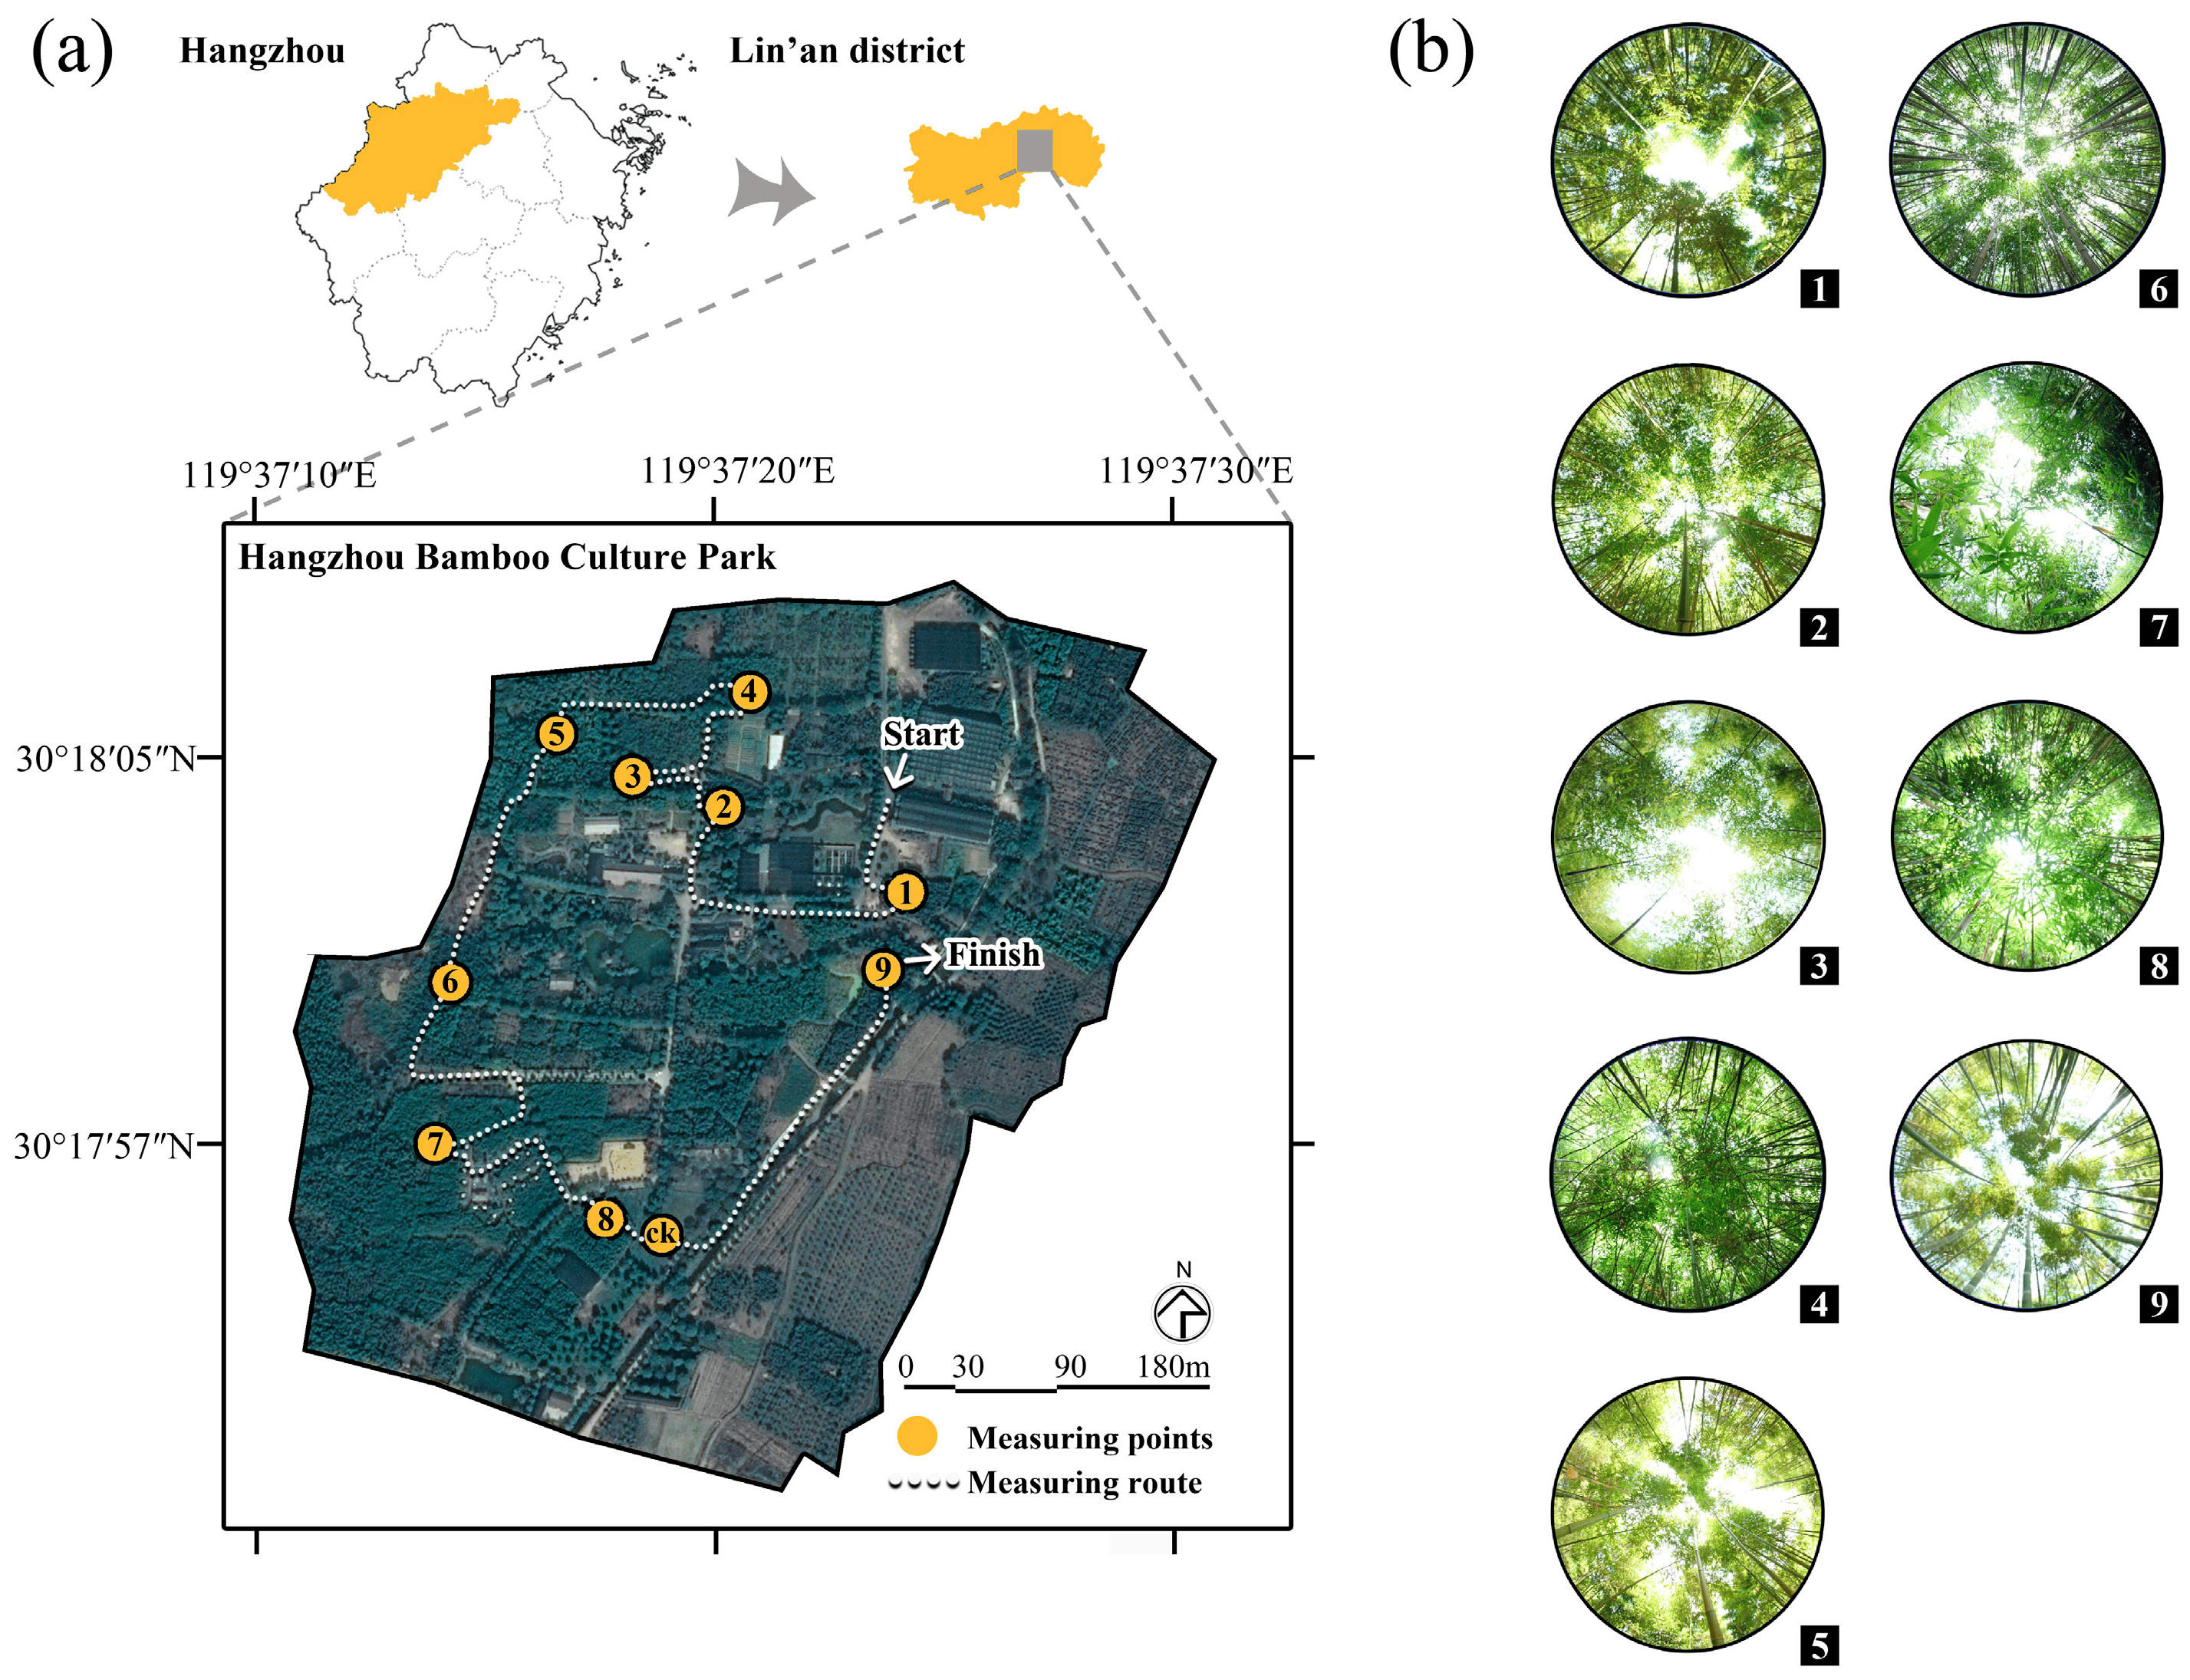 (a)
Hangzhou
Lin’an district
119°37′10″E
119°37′20″E
119°37′30″E
Hangzhou Bamboo Culture Park
4
5
Start
30°18′05″N
3
2
1
9
Finish
6
30°17′57″N
7
8
ck
N
0 30 90 180m
Measuring points
Measuring route
(b)
1
6
2
7
3
8
4
9
5